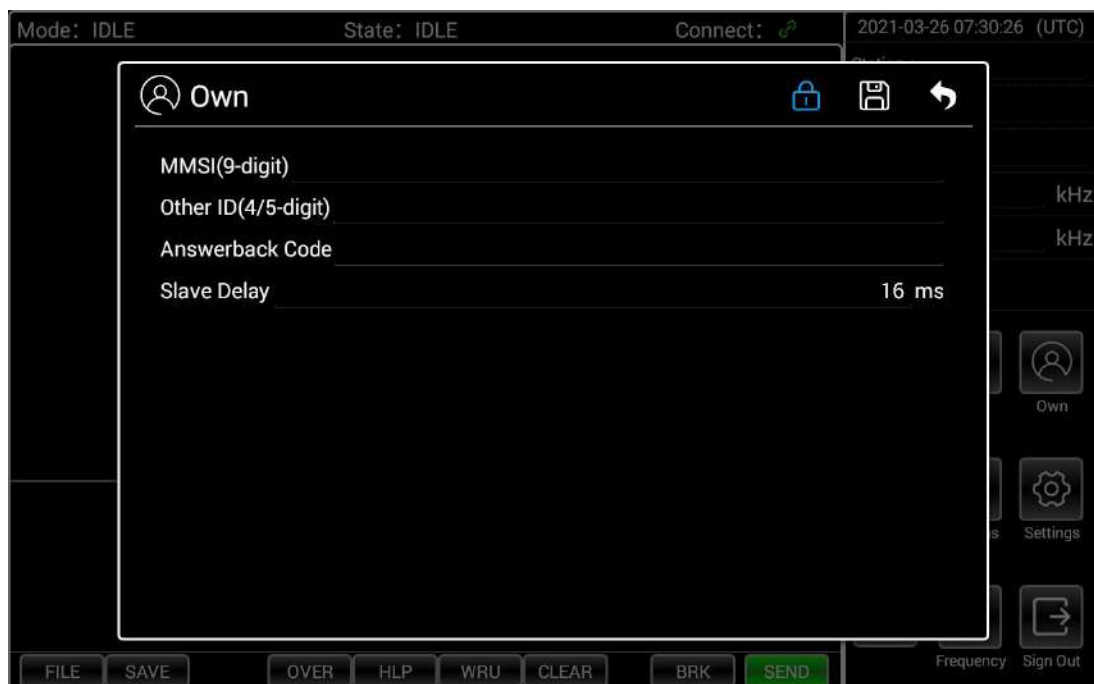 Mode: IDLE State: IDLE Connect: 2021-03-26 07:30:26 (UTC)
Own
MMSI(9-digit)
Other ID(4/5-digit)
Answerback Code
Slave Delay 16 ms
kHz
kHz
Own
Settings
Frequency Sign Out
FILE SAVE OVER HLP WRU CLEAR BRK SEND